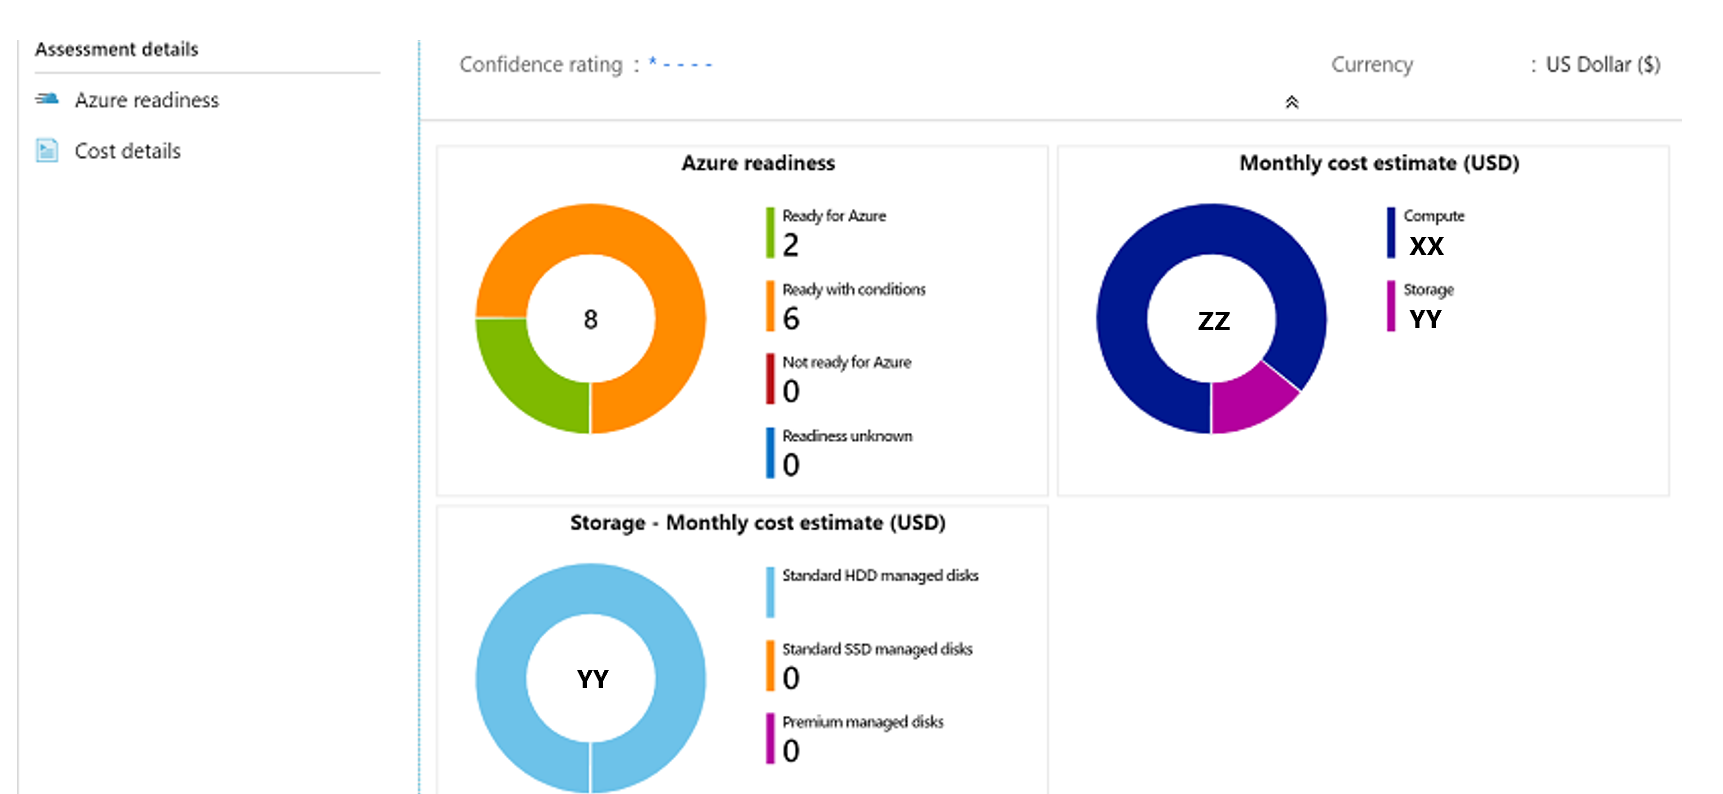 Assessment details
Azure readiness
Cost details
Confidence rating : * - - - -
Currency : US Dollar ($)
Azure readiness
8
Ready for Azure
2
Ready with conditions
6
Not ready for Azure
0
Readiness unknown
0
Monthly cost estimate (USD)
ZZ
Compute
XX
Storage
YY
Storage - Monthly cost estimate (USD)
YY
Standard HDD managed disks
Standard SSD managed disks
0
Premium managed disks
0